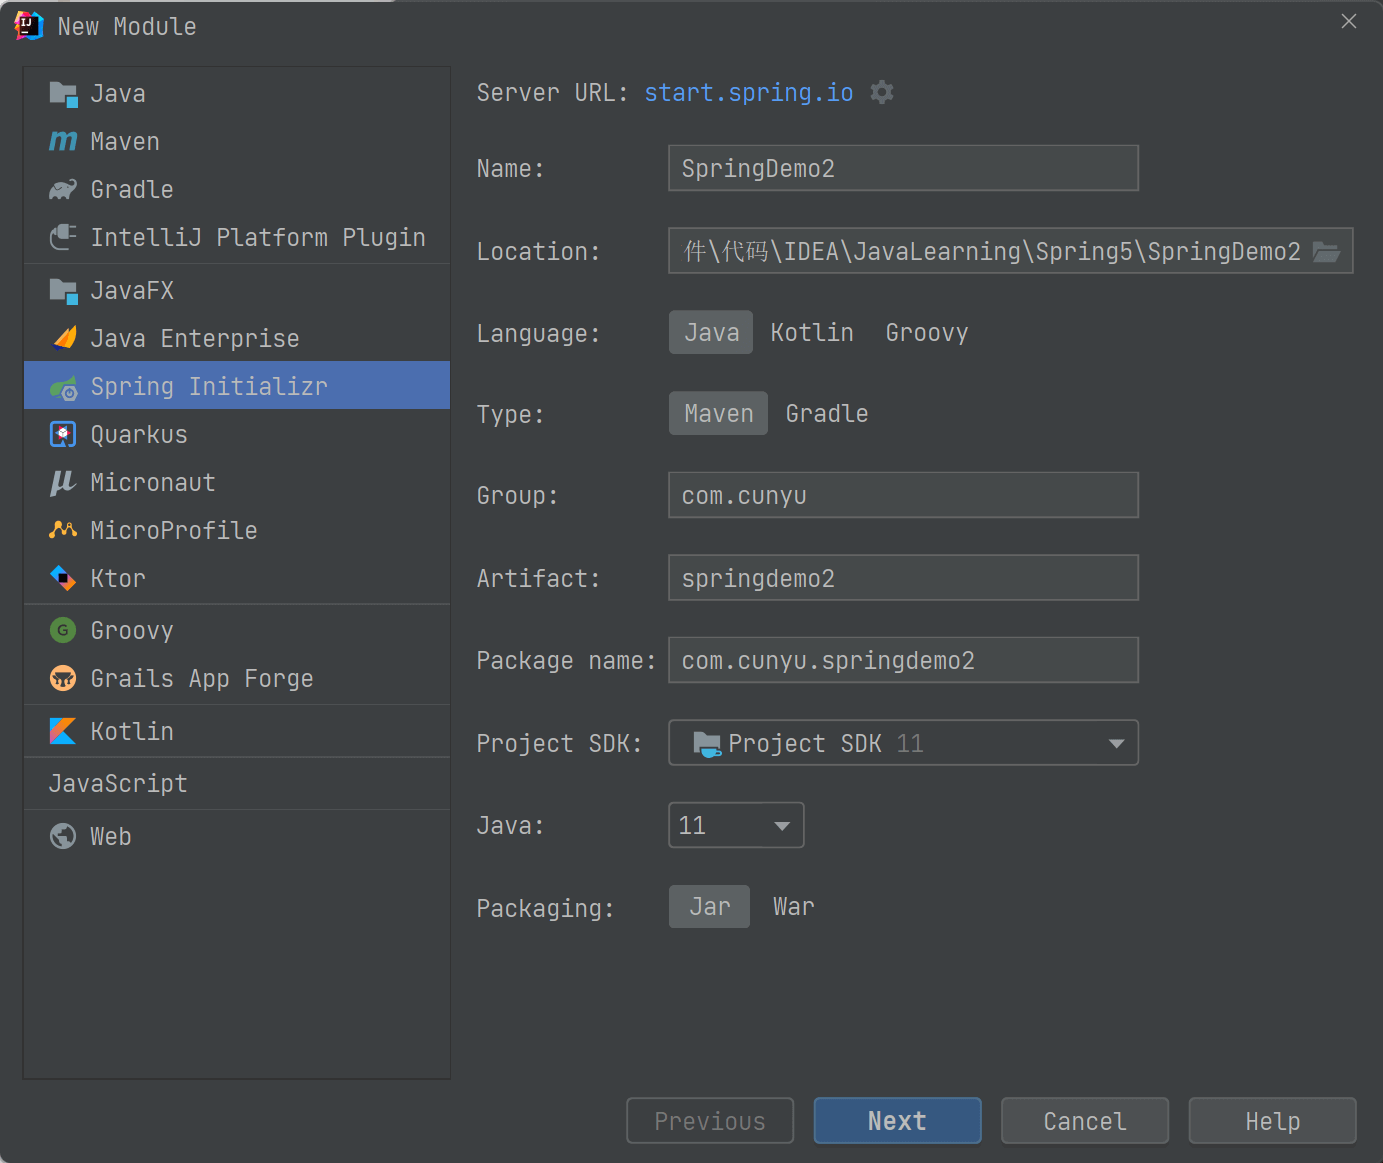 New Module
Java
Maven
Gradle
IntelliJ Platform Plugin
JavaFX
Java Enterprise
Spring Initializr
Quarkus
Micronaut
MicroProfile
Ktor
Groovy
Grails App Forge
Kotlin
JavaScript
Web
Server URL: start.spring.io
Name: SpringDemo2
Location: 件\代码\IDEA\JavaLearning\Spring5\SpringDemo2
Language: Java Kotlin Groovy
Type: Maven Gradle
Group: com.cunyu
Artifact: springdemo2
Package name: com.cunyu.springdemo2
Project SDK: Project SDK 11
Java: 11
Packaging: Jar War
Previous Next Cancel Help